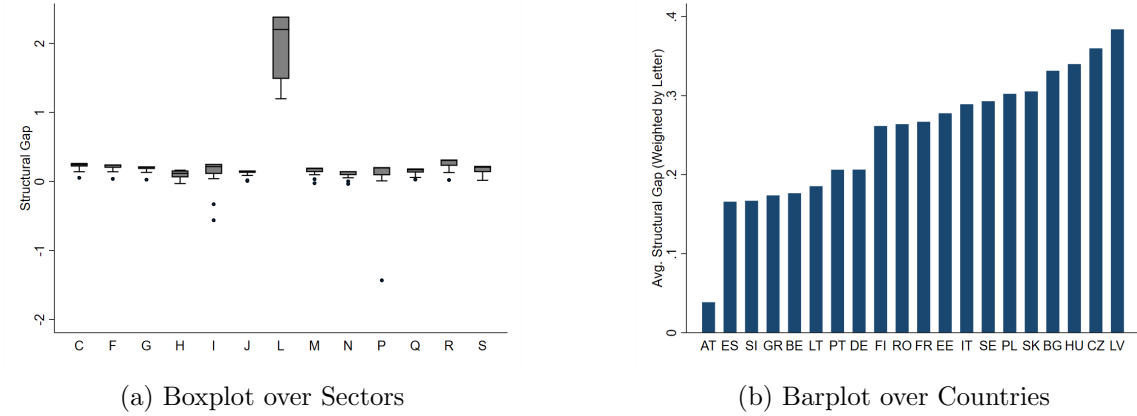 Structural Gap
2
1
0
-1
-2
C F G H I J L M N P Q R S
(a) Boxplot over Sectors
Avg. Structural Gap (Weighted by Letter)
.4
.3
.2
.1
0
AT ES SI GR BE LT PT DE FI RO FR EE IT SE PL SK BG HU CZ LV
(b) Barplot over Countries